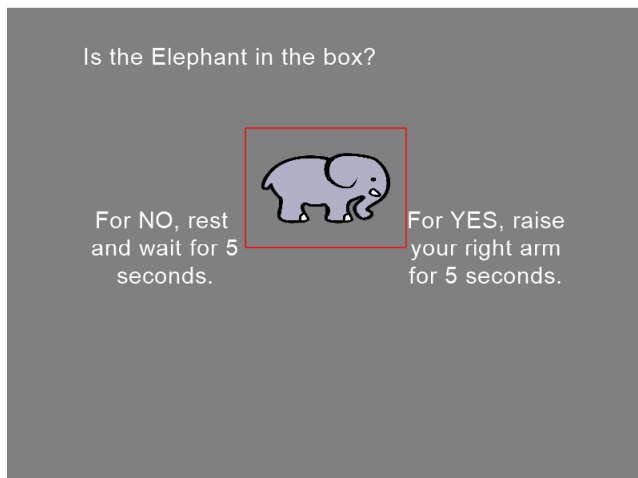 Is the Elephant in the box?
For NO, rest
and wait for 5
seconds.
For YES, raise
your right arm
for 5 seconds.